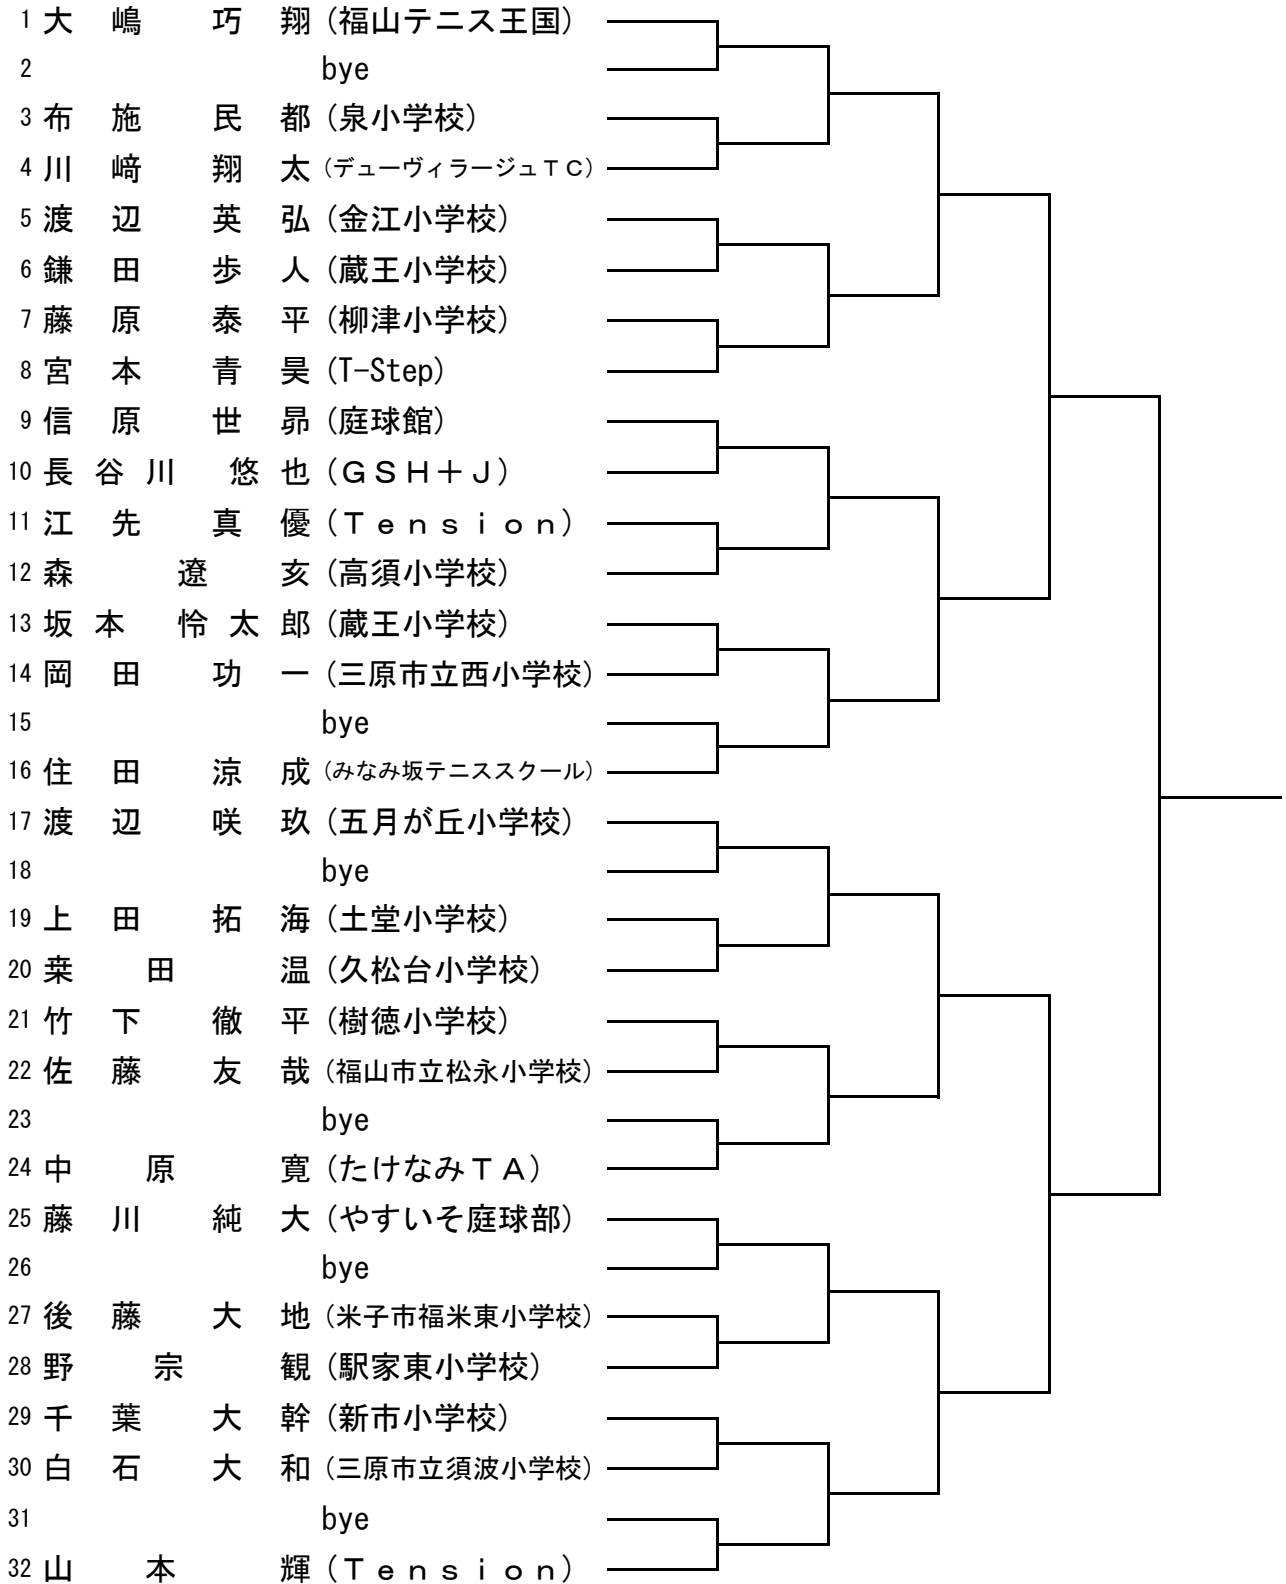 1 大嶋 巧翔 (福山テニス王国)
2 bye
3 布施 民都 (泉小学校)
4 川﨑 翔太 (デューヴィラージュTC)
5 渡辺 英弘 (金江小学校)
6 鎌田 歩人 (蔵王小学校)
7 藤原 泰平 (柳津小学校)
8 宮本 青昊 (T-Step)
9 信原 世昴 (庭球館)
10 長谷川 悠也 (GSH+J)
11 江先 真優 (Tension)
12 森 遼亥 (高須小学校)
13 坂本 怜太郎 (蔵王小学校)
14 岡田 功一 (三原市立西小学校)
15 bye
16 住田 涼成 (みなみ坂テニススクール)
17 渡辺 咲玖 (五月が丘小学校)
18 bye
19 上田 拓海 (土堂小学校)
20 桒田 温 (久松台小学校)
21 竹下 徹平 (樹徳小学校)
22 佐藤 友哉 (福山市立松永小学校)
23 bye
24 中原 寛 (たけなみTA)
25 藤川 純大 (やすいそ庭球部)
26 bye
27 後藤 大地 (米子市福米東小学校)
28 野宗 観 (駅家東小学校)
29 千葉 大幹 (新市小学校)
30 白石 大和 (三原市立須波小学校)
31 bye
32 山本 輝 (Tension)